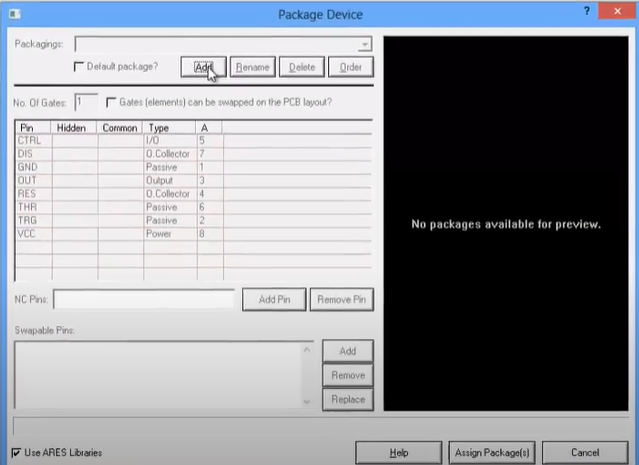 Package Device
?
Packagings:
Default package?
Add
Rename
Delete
Order
No. Of Gates: 1
Gates (elements) can be swapped on the PCB layout?
Pin Hidden Common Type A
CTRL I/O 5
DIS O.Collector 7
GND Passive 1
OUT Output 3
RES O.Collector 4
THR Passive 6
TRG Passive 2
VCC Power 8
No packages available for preview.
NC Pins:
Add Pin
Remove Pin
Swapable Pins:
Add
Remove
Replace
Use ARES Libraries
Help
Assign Package(s)
Cancel